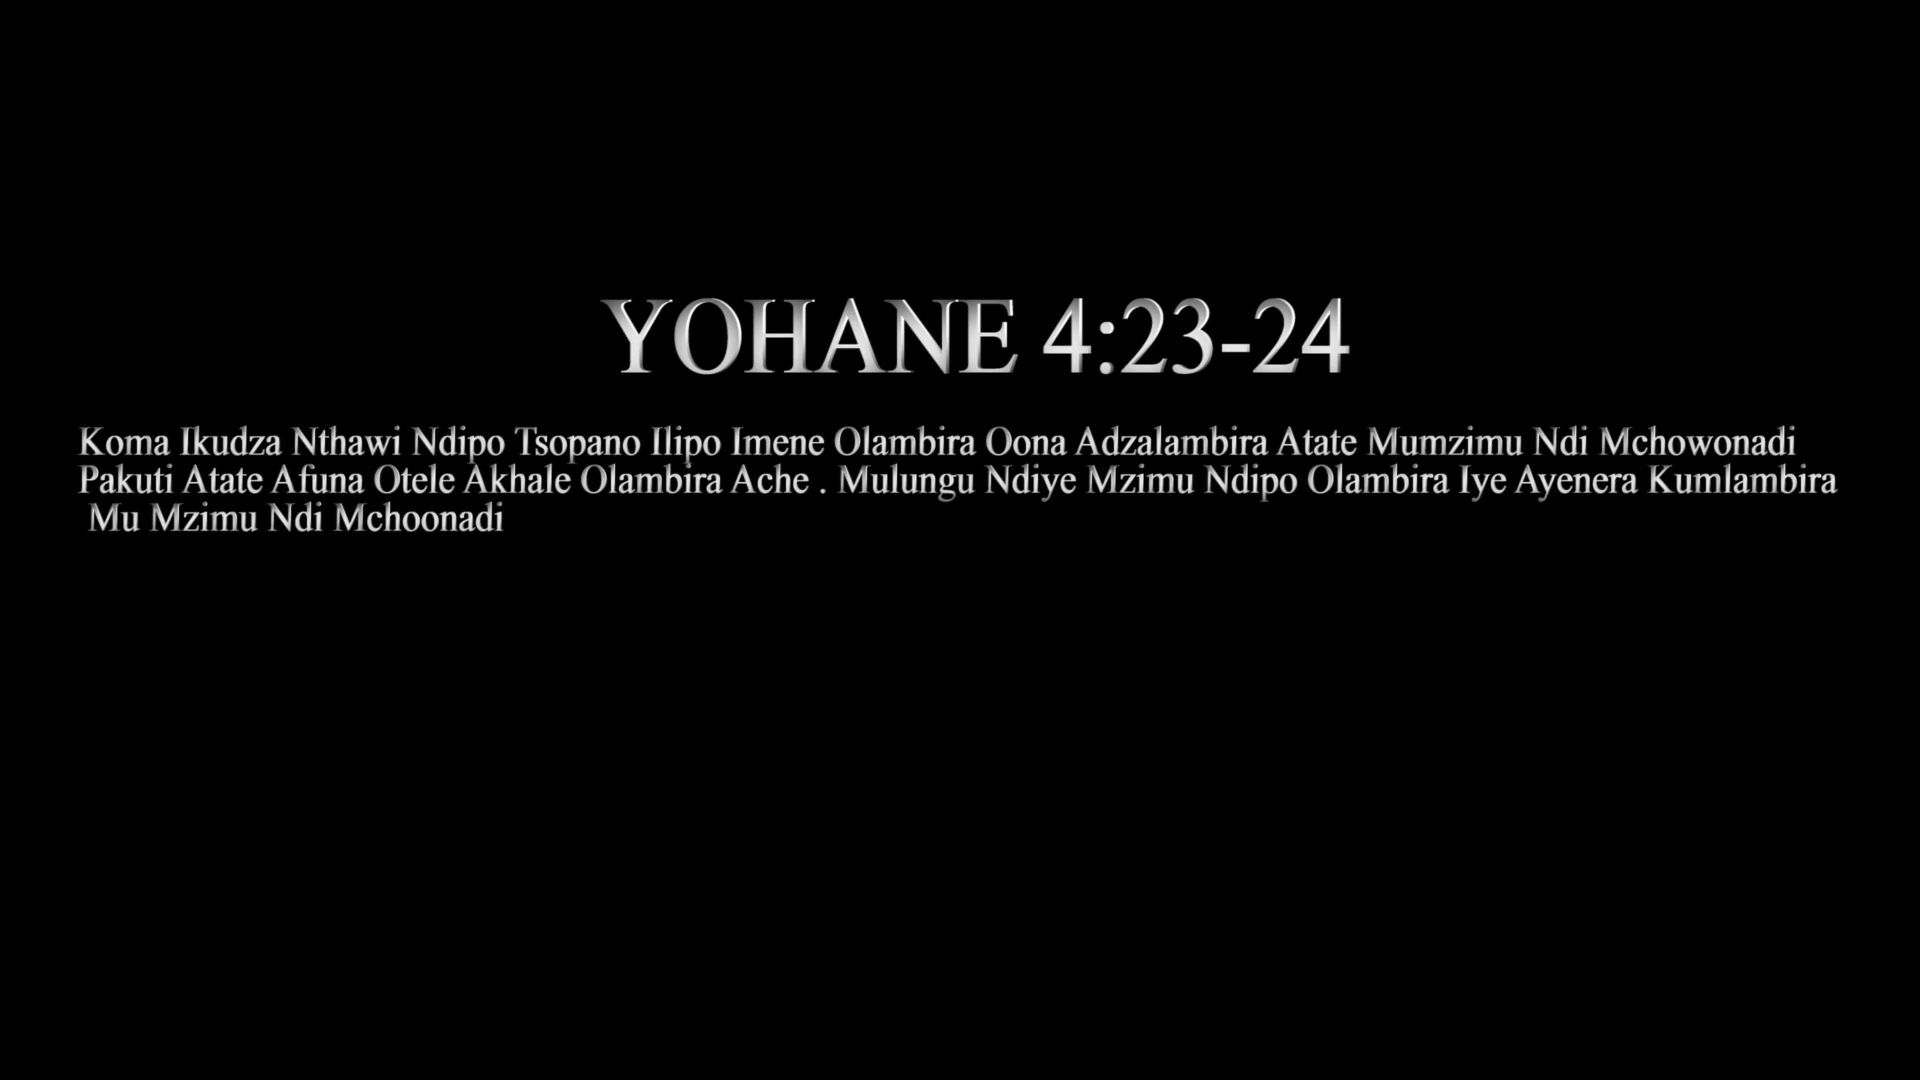 YOHANE 4:23-24
Koma Ikudza Nthawi Ndipo Tsopano Ilipo Imene Olambira Oona Adzalambira Atate Mumzimu Ndi Mchowonadi
Pakuti Atate Afuna Otele Akhale Olambira Ache . Mulungu Ndiye Mzimu Ndipo Olambira Iye Ayenera Kumlambira
Mu Mzimu Ndi Mchoonadi